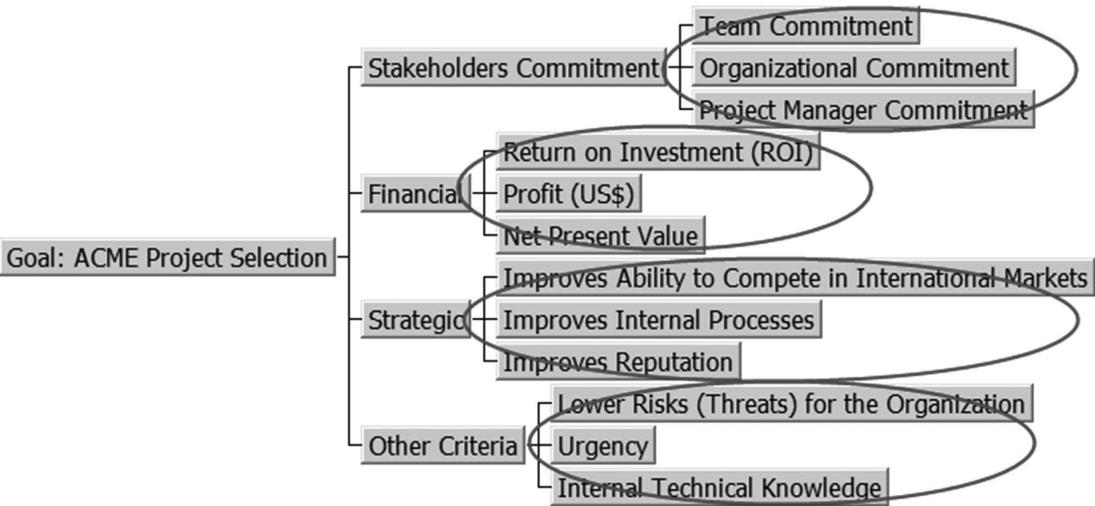 Team Commitment
Stakeholders Commitment
Organizational Commitment
Project Manager Commitment
Return on Investment (ROI)
Financial
Profit (US$)
Net Present Value
Goal: ACME Project Selection
Improves Ability to Compete in International Markets
Strategic
Improves Internal Processes
Improves Reputation
Lower Risks (Threats) for the Organization
Other Criteria
Urgency
Internal Technical Knowledge